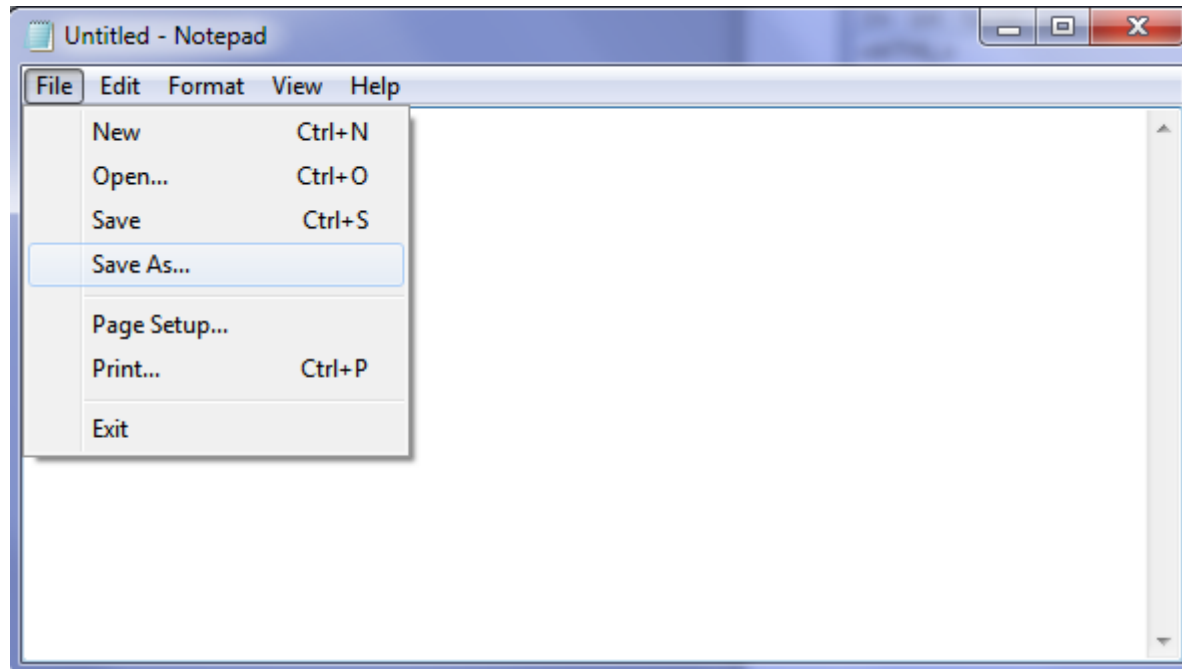 Untitled - Notepad
File Edit Format View Help
New Ctrl+N
Open... Ctrl+O
Save Ctrl+S
Save As...
Page Setup...
Print... Ctrl+P
Exit